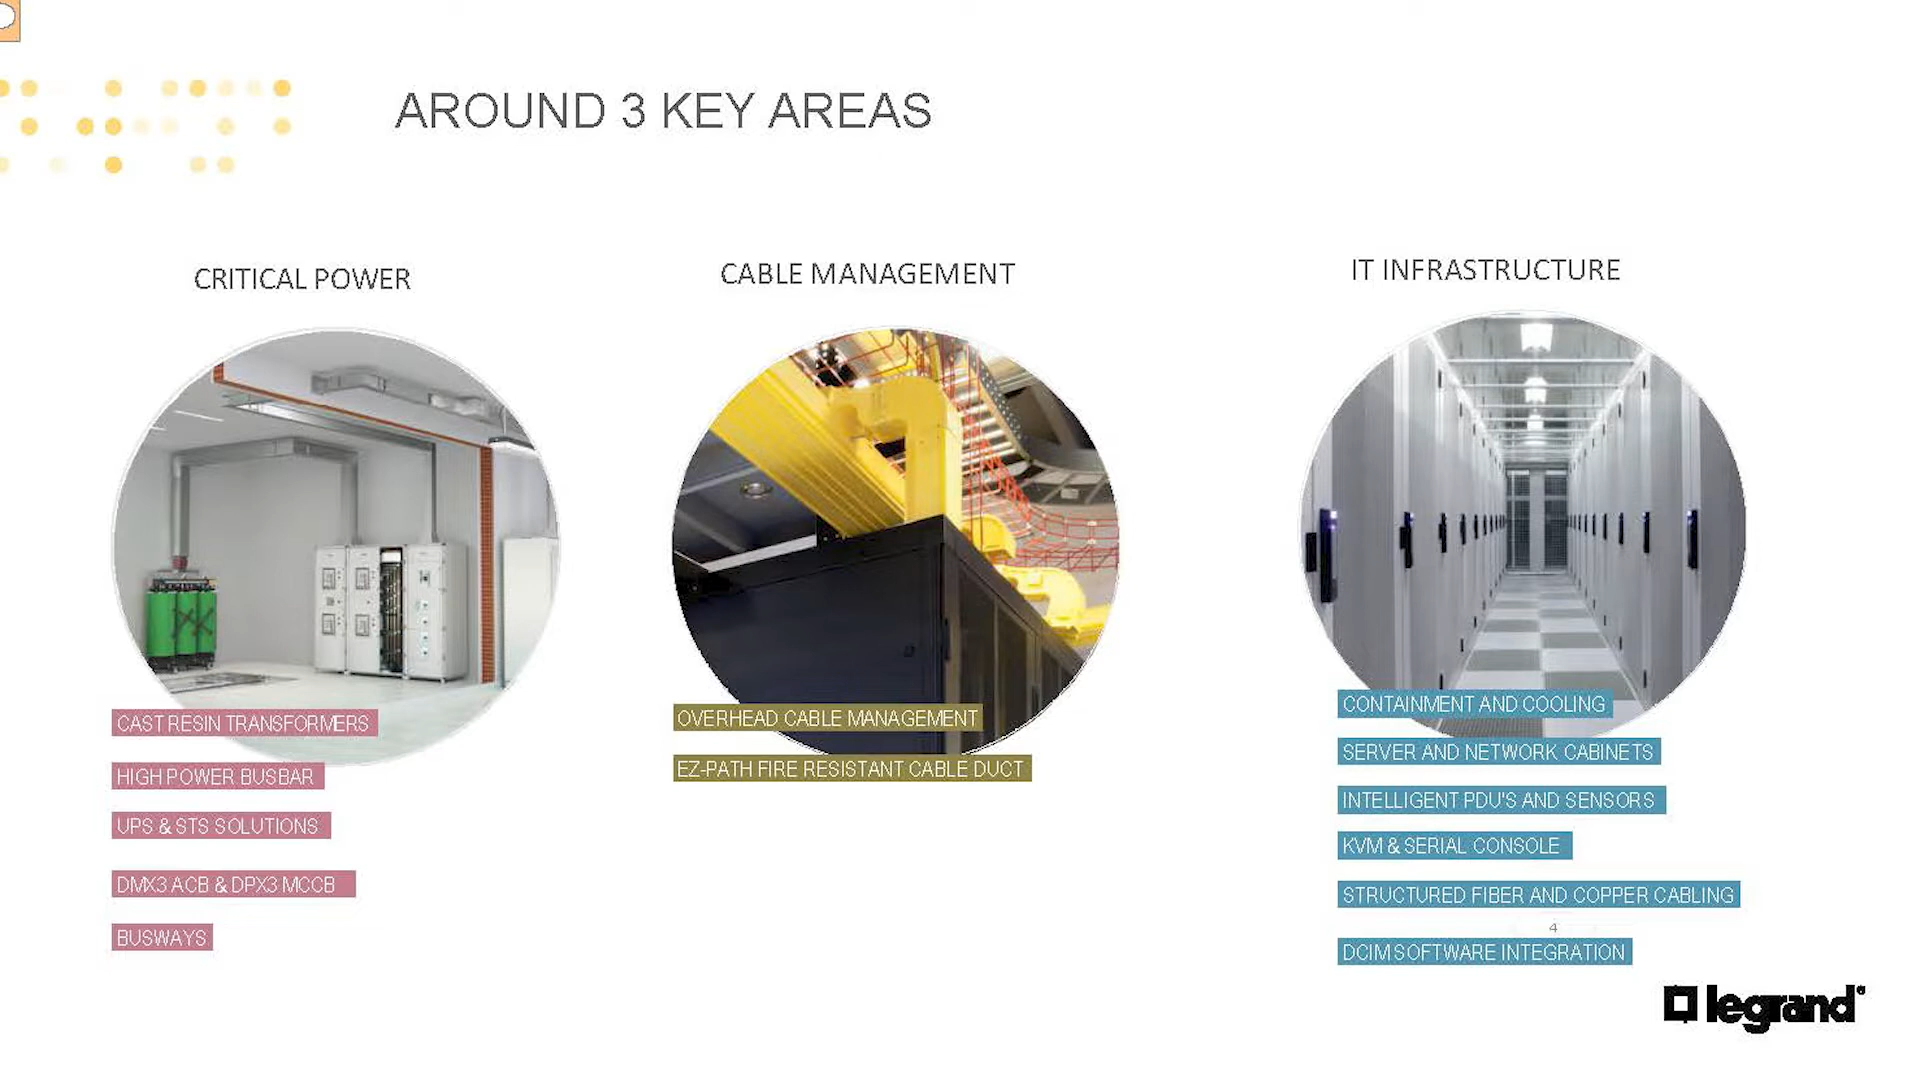 AROUND 3 KEY AREAS
CRITICAL POWER
CAST RESIN TRANSFORMERS
HIGH POWER BUSBAR
UPS & STS SOLUTIONS
DMX3 ACB & DPX3 MCCB
BUSWAYS
CABLE MANAGEMENT
OVERHEAD CABLE MANAGEMENT
EZ-PATH FIRE RESISTANT CABLE DUCT
IT INFRASTRUCTURE
CONTAINMENT AND COOLING
SERVER AND NETWORK CABINETS
INTELLIGENT PDU'S AND SENSORS
KVM & SERIAL CONSOLE
STRUCTURED FIBER AND COPPER CABLING
4
DCIM SOFTWARE INTEGRATION
legrand®